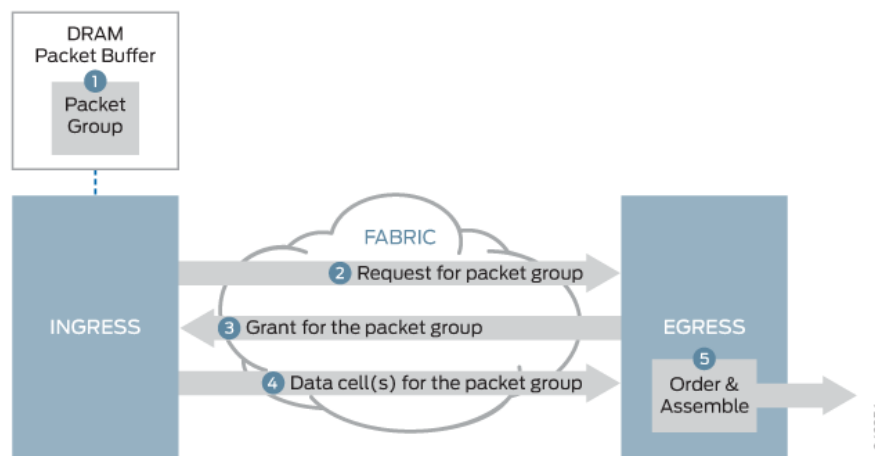 DRAM
Packet Buffer
1
Packet
Group
FABRIC
2 Request for packet group
INGRESS
3 Grant for the packet group
EGRESS
4 Data cell(s) for the packet group
5
Order &
Assemble